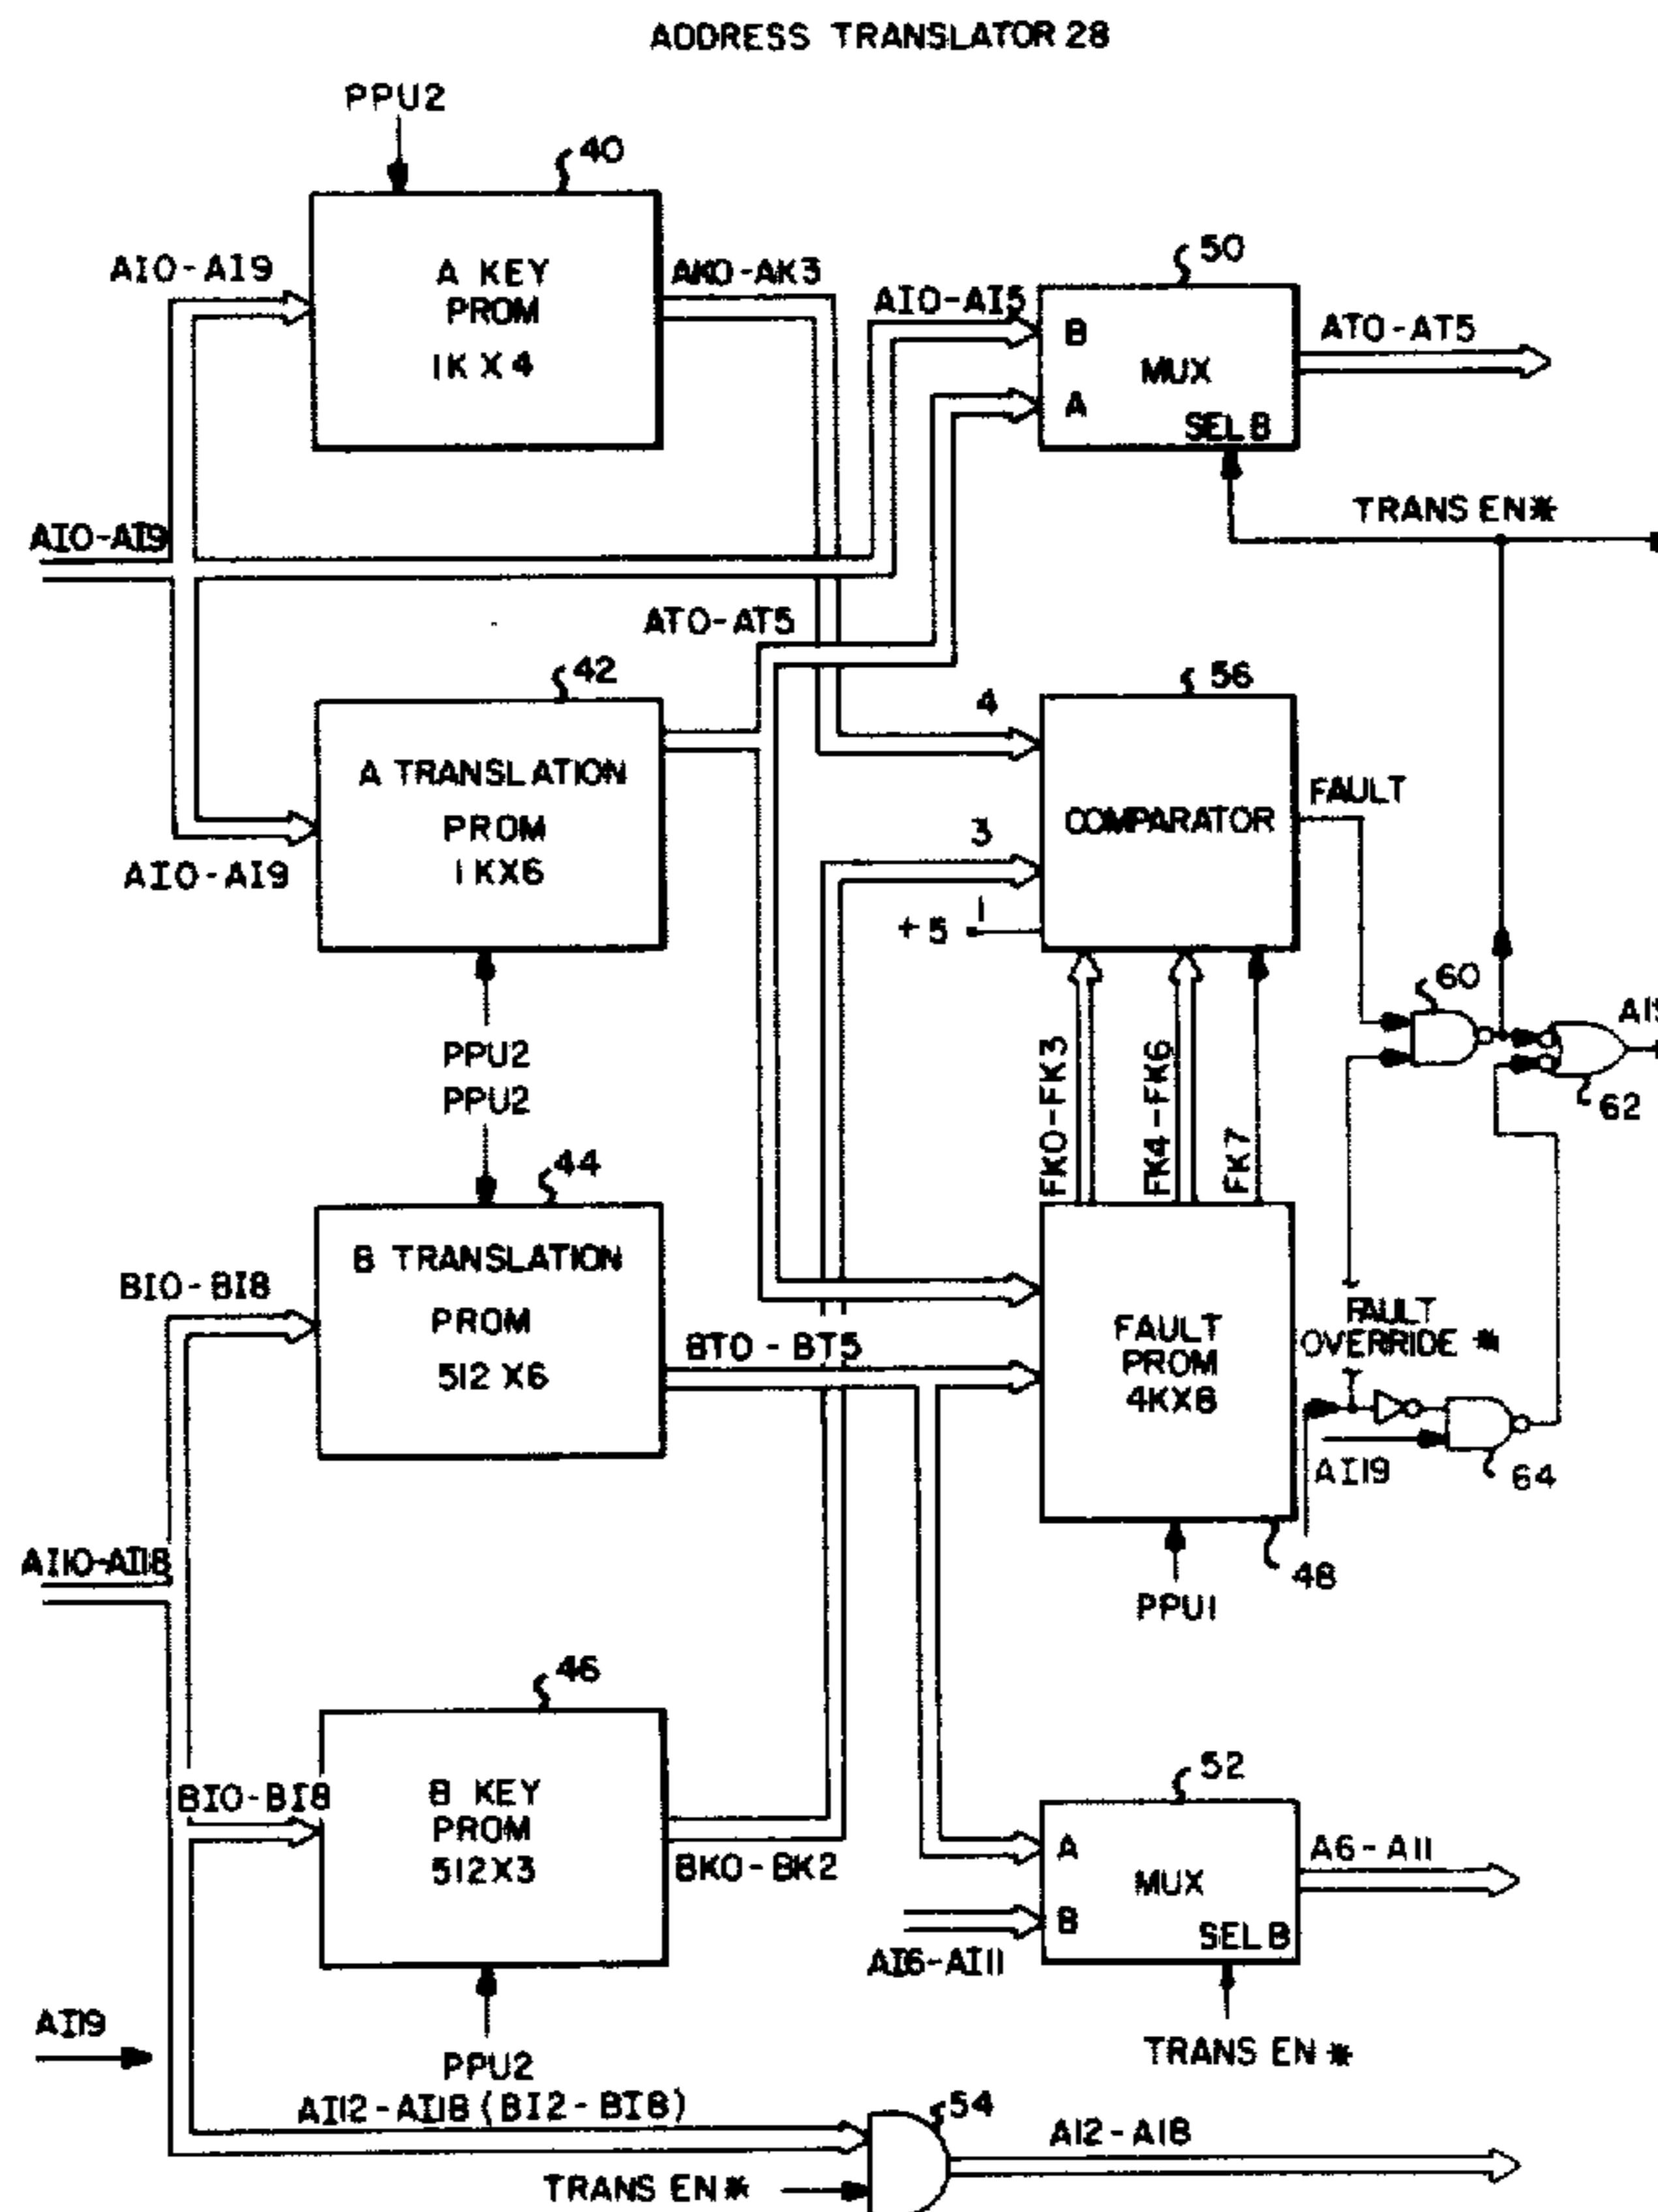 ADDRESS TRANSLATOR 28
PPU2
40
AI0-AI9
A KEY
PROM
1K X 4
AK0-AK3
AI0-AI5
50
B
MUX
A
SEL B
AT0-AT5
AI0-AI9
TRANS EN*
AT0-AT5
42
A TRANSLATION
PROM
1KX6
AI0-AI9
4
56
3
COMPARATOR
FAULT
1
+5
PPU2
PPU2
60
62
FK0-FK3
FK4-FK6
FK7
44
B TRANSLATION
PROM
512 X6
BI0-BI8
BT0-BT5
FAULT
PROM
4KX8
FAULT
OVERRIDE *
AI19
64
AI10-AI18
48
PPU1
46
BI0-BI8
B KEY
PROM
512X3
BK0-BK2
52
A
MUX
B
SEL B
A6-A11
AI6-AI11
AI19
PPU2
TRANS EN*
AI12-AI18 (BI2-BI8)
54
A12-A18
TRANS EN*